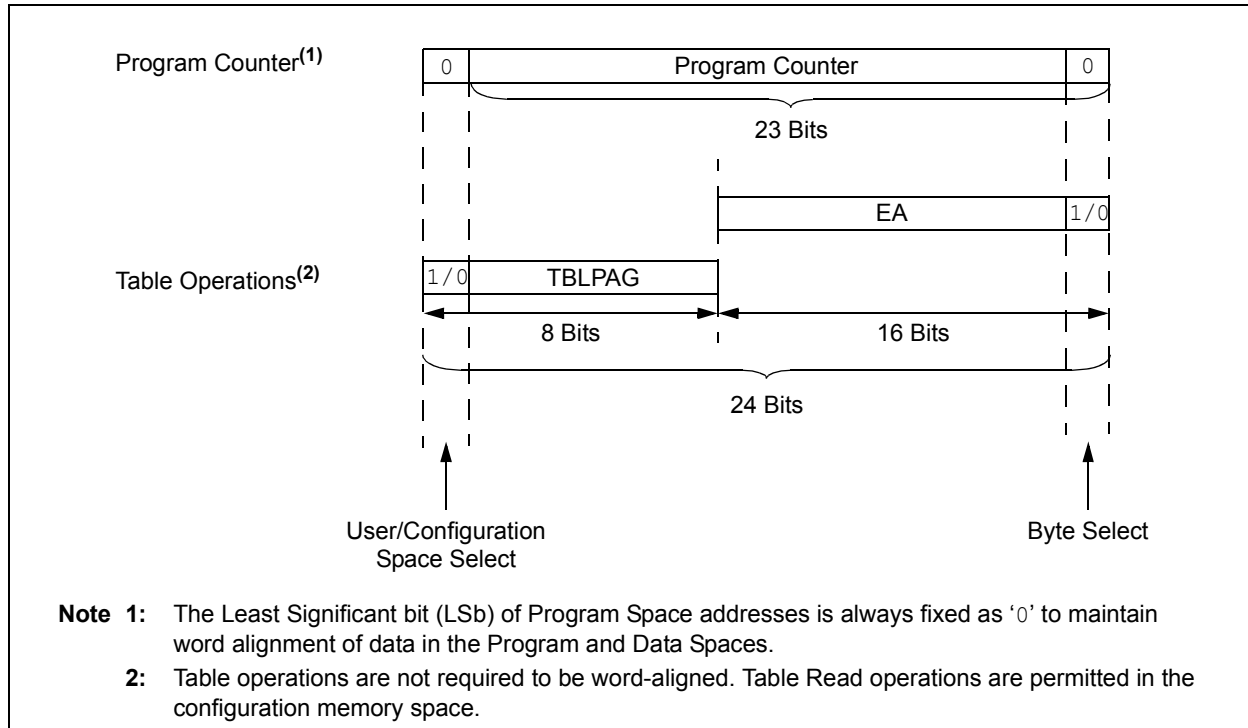 Program Counter(1)
0 Program Counter 0
23 Bits
EA 1/0
Table Operations(2)
1/0 TBLPAG
8 Bits 16 Bits
24 Bits
User/Configuration
Space Select
Byte Select
Note 1: The Least Significant bit (LSb) of Program Space addresses is always fixed as ‘0’ to maintain
word alignment of data in the Program and Data Spaces.
2: Table operations are not required to be word-aligned. Table Read operations are permitted in the
configuration memory space.